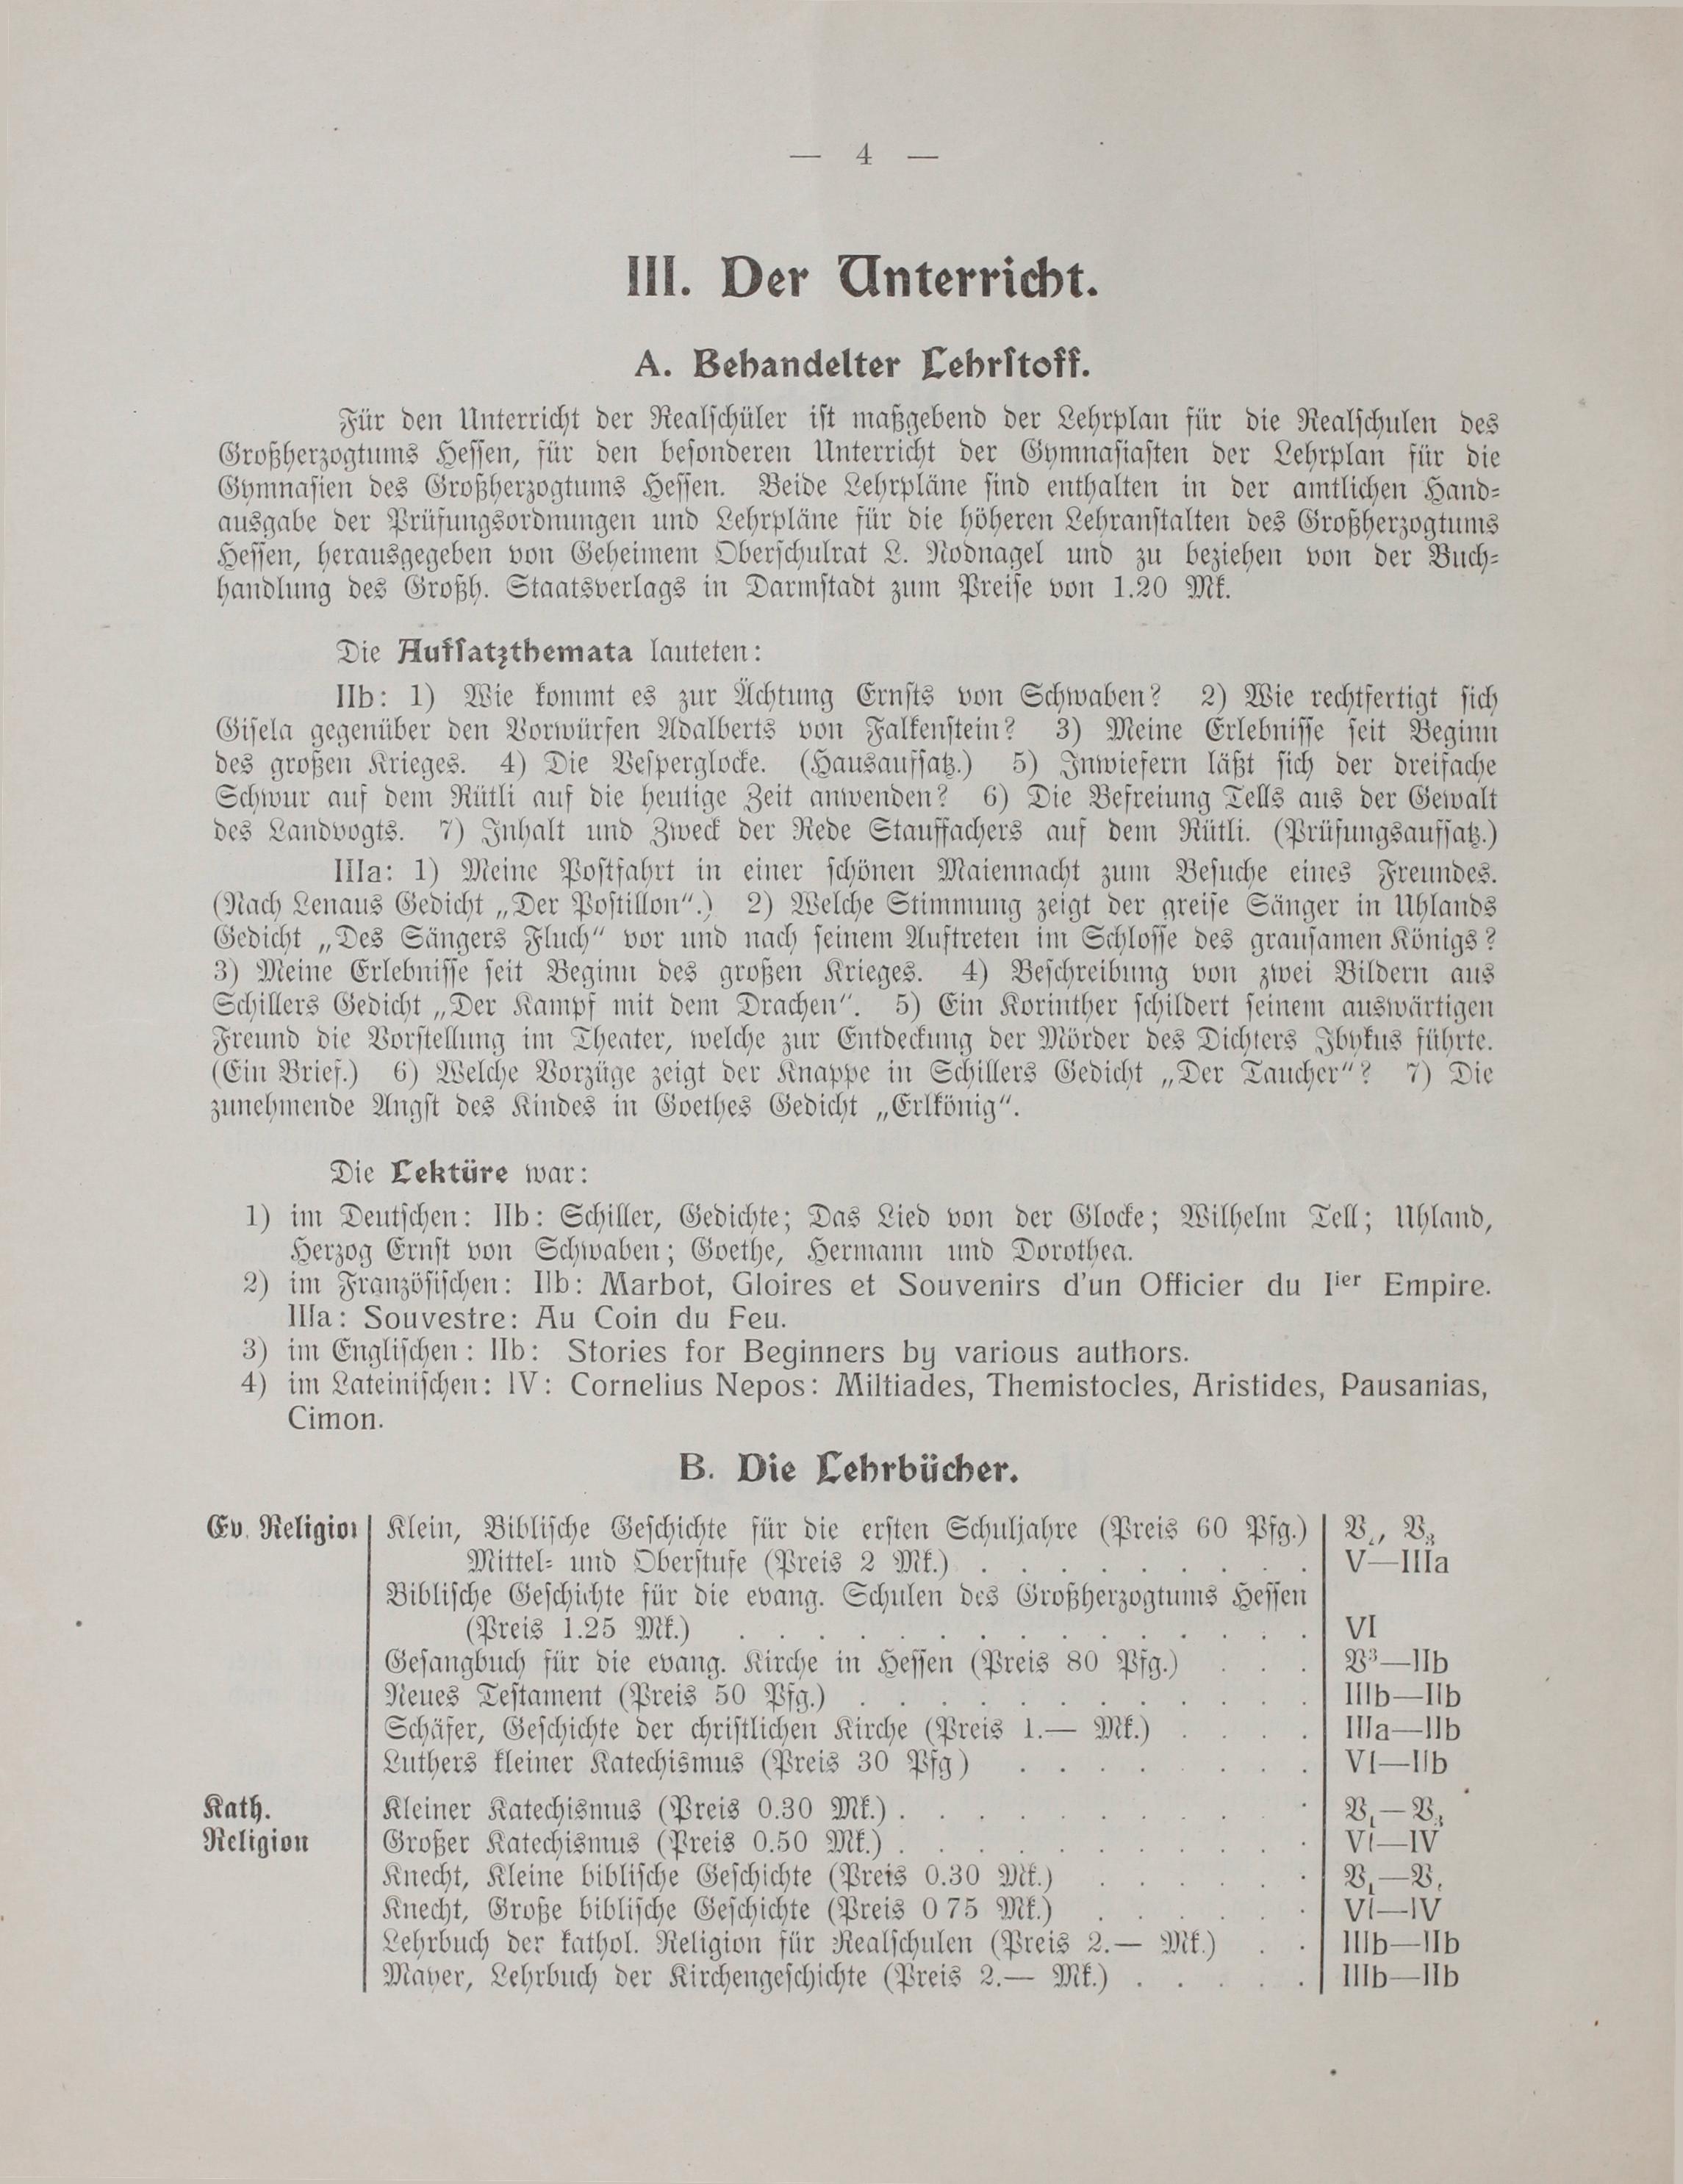 — 4 —
III. Der Unterricht.
A. Behandelter Lehrstoff.
Für den Unterricht der Realschüler ist maßgebend der Lehrplan für die Realschulen des
Großherzogtums Hessen, für den besonderen Unterricht der Gymnasiasten der Lehrplan für die
Gymnasien des Großherzogtums Hessen. Beide Lehrpläne sind enthalten in der amtlichen Hand-
ausgabe der Prüfungsordnungen und Lehrpläne für die höheren Lehranstalten des Großherzogtums
Hessen, herausgegeben von Geheimem Oberschulrat L. Nodnagel und zu beziehen von der Buch-
handlung des Großh. Staatsverlags in Darmstadt zum Preise von 1.20 Mk.
Die Aufsatzthemata lauteten:
IIb: 1) Wie kommt es zur Ächtung Ernsts von Schwaben? 2) Wie rechtfertigt sich
Gisela gegenüber den Vorwürfen Adalberts von Falkenstein? 3) Meine Erlebnisse seit Beginn
des großen Krieges. 4) Die Vesperglocke. (Hausaufsatz.) 5) Inwiefern läßt sich der dreifache
Schwur auf dem Rütli auf die heutige Zeit anwenden? 6) Die Befreiung Tells aus der Gewalt
des Landvogts. 7) Inhalt und Zweck der Rede Stauffachers auf dem Rütli. (Prüfungsaufsatz.)
IIIa: 1) Meine Postfahrt in einer schönen Maiennacht zum Besuche eines Freundes.
(Nach Lenaus Gedicht „Der Postillon“.) 2) Welche Stimmung zeigt der greise Sänger in Uhlands
Gedicht „Des Sängers Fluch“ vor und nach seinem Auftreten im Schlosse des grausamen Königs?
3) Meine Erlebnisse seit Beginn des großen Krieges. 4) Beschreibung von zwei Bildern aus
Schillers Gedicht „Der Kampf mit dem Drachen“. 5) Ein Korinther schildert seinem auswärtigen
Freund die Vorstellung im Theater, welche zur Entdeckung der Mörder des Dichters Ibykus führte.
(Ein Brief.) 6) Welche Vorzüge zeigt der Knappe in Schillers Gedicht „Der Taucher“? 7) Die
zunehmende Angst des Kindes in Goethes Gedicht „Erlkönig“.
Die Lektüre war:
1) im Deutschen: IIb: Schiller, Gedichte; Das Lied von der Glocke; Wilhelm Tell; Uhland,
Herzog Ernst von Schwaben; Goethe, Hermann und Dorothea.
2) im Französischen: IIb: Marbot, Gloires et Souvenirs d'un Officier du Iier Empire.
IIIa: Souvestre: Au Coin du Feu.
3) im Englischen: IIb: Stories for Beginners by various authors.
4) im Lateinischen: IV: Cornelius Nepos: Miltiades, Themistocles, Aristides, Pausanias,
Cimon.
B. Die Lehrbücher.
Ev. Religion Klein, Biblische Geschichte für die ersten Schuljahre (Preis 60 Pfg.) V2, V3
Mittel- und Oberstufe (Preis 2 Mk.) . . . . . . . . . V—IIIa
Biblische Geschichte für die evang. Schulen des Großherzogtums Hessen
(Preis 1.25 Mk.) . . . . . . . . . . . . . . . VI
Gesangbuch für die evang. Kirche in Hessen (Preis 80 Pfg.) . . . V3—IIb
Neues Testament (Preis 50 Pfg.) . . . . . . . . . . . . IIIb—IIb
Schäfer, Geschichte der christlichen Kirche (Preis 1.— Mk.) . . . . IIIa—IIb
Luthers kleiner Katechismus (Preis 30 Pfg) . . . . . . . . VI—IIb
Kath. Kleiner Katechismus (Preis 0.30 Mk.) . . . . . . . . . . V1—V3
Religion Großer Katechismus (Preis 0.50 Mk.) . . . . . . . . . . . VI—IV
Knecht, Kleine biblische Geschichte (Preis 0.30 Mk.) . . . . . . V1—V
Knecht, Große biblische Geschichte (Preis 0 75 Mk.) . . . . . . VI—IV
Lehrbuch der kathol. Religion für Realschulen (Preis 2.— Mk.) . . IIIb—IIb
Mayer, Lehrbuch der Kirchengeschichte (Preis 2.— Mk.) . . . . . IIIb—IIb